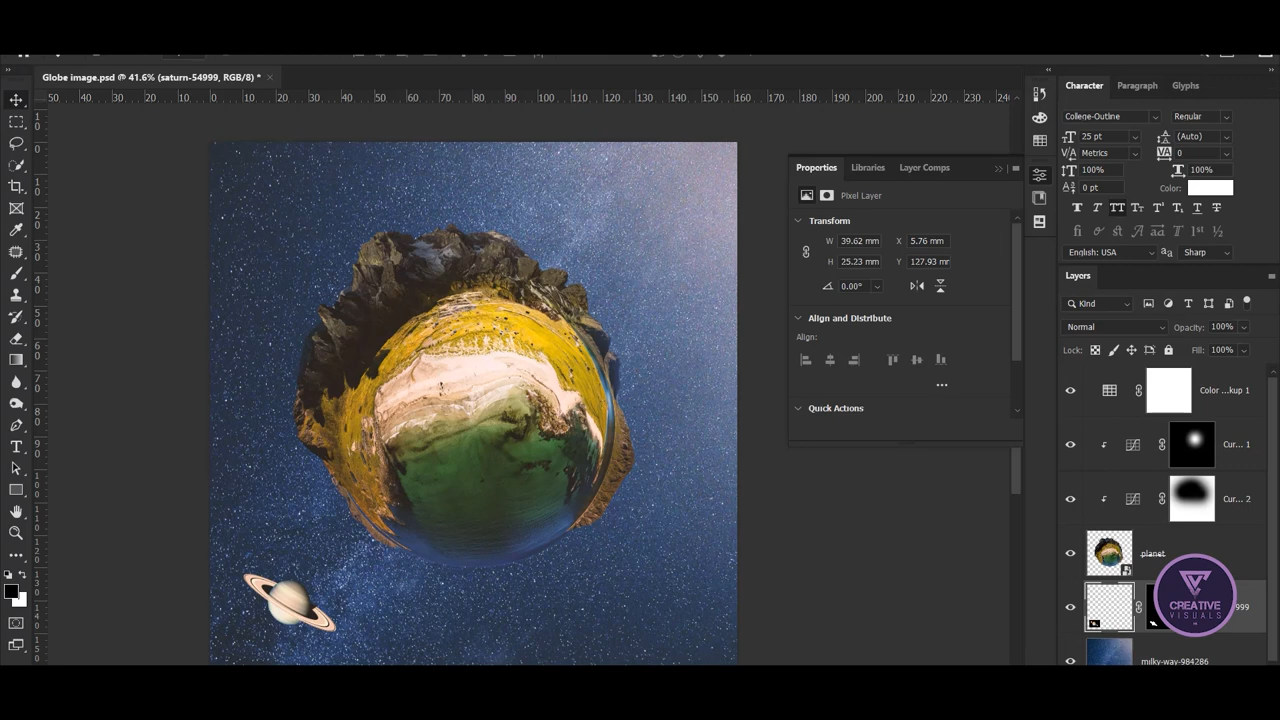 Globe image.psd @ 41.6% (saturn-54999, RGB/8) *
50 40 30 20 10 0 10 20 30 40 50 60 70 80 90 100 110 120 130 140 150 160 170 180 190 200 210 220 230 240
Properties Libraries Layer Comps
Pixel Layer
Transform
W 39.62 mm X 5.76 mm
H 25.23 mm Y 127.93 mr
0.00°
Align and Distribute
Align:
Quick Actions
Character Paragraph Glyphs
College-Outline Regular
25 pt (Auto)
Metrics 0
100% 100%
0 pt Color:
English: USA Sharp
Layers
Kind
Normal Opacity: 100%
Lock: Fill: 100%
Color ...kup 1
Cur... 1
Cur... 2
planet
999
CREATIVE
VISUALS
milky-way-984286